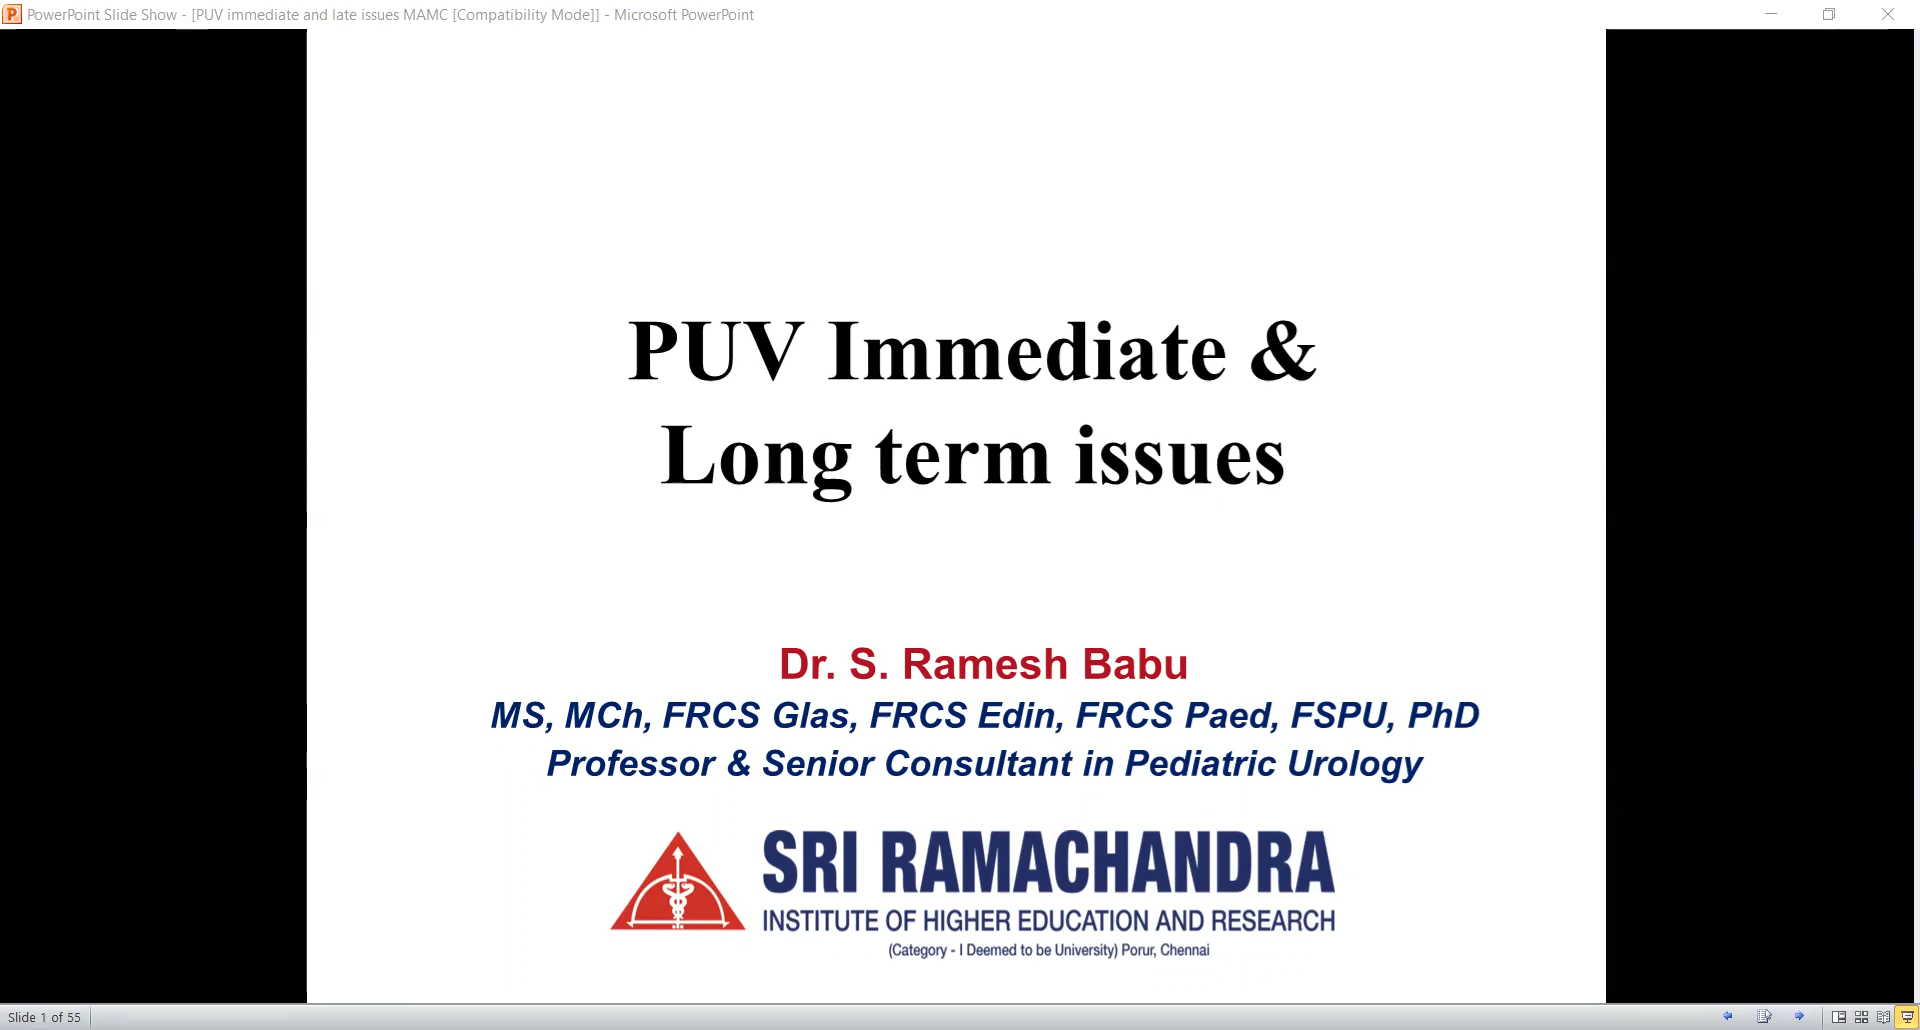 PowerPoint Slide Show - [PUV immediate and late issues MAMC [Compatibility Mode]] - Microsoft PowerPoint
PUV Immediate &
Long term issues
Dr. S. Ramesh Babu
MS, MCh, FRCS Glas, FRCS Edin, FRCS Paed, FSPU, PhD
Professor & Senior Consultant in Pediatric Urology
SRI RAMACHANDRA
INSTITUTE OF HIGHER EDUCATION AND RESEARCH
(Category - I Deemed to be University) Porur, Chennai
Slide 1 of 55